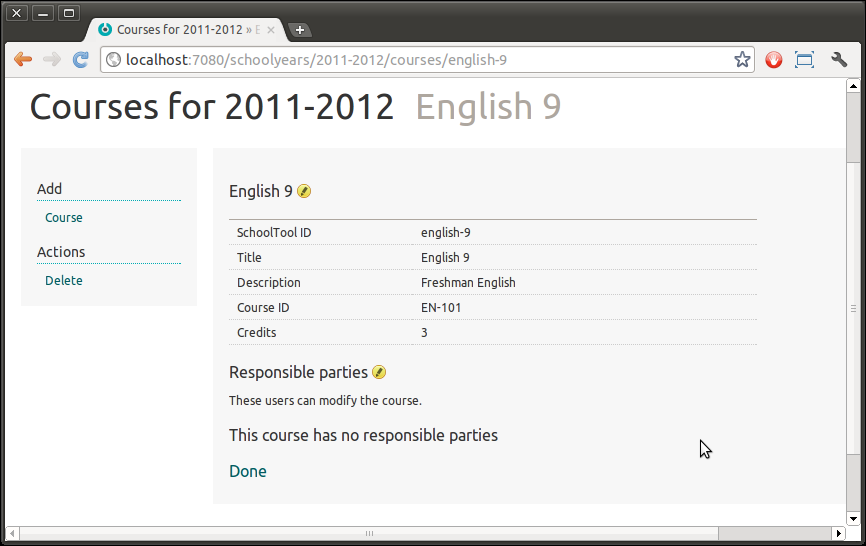 Courses for 2011-2012 » E
localhost:7080/schoolyears/2011-2012/courses/english-9
Courses for 2011-2012 English 9
Add
Course
Actions
Delete
English 9
SchoolTool ID english-9
Title English 9
Description Freshman English
Course ID EN-101
Credits 3
Responsible parties
These users can modify the course.
This course has no responsible parties
Done